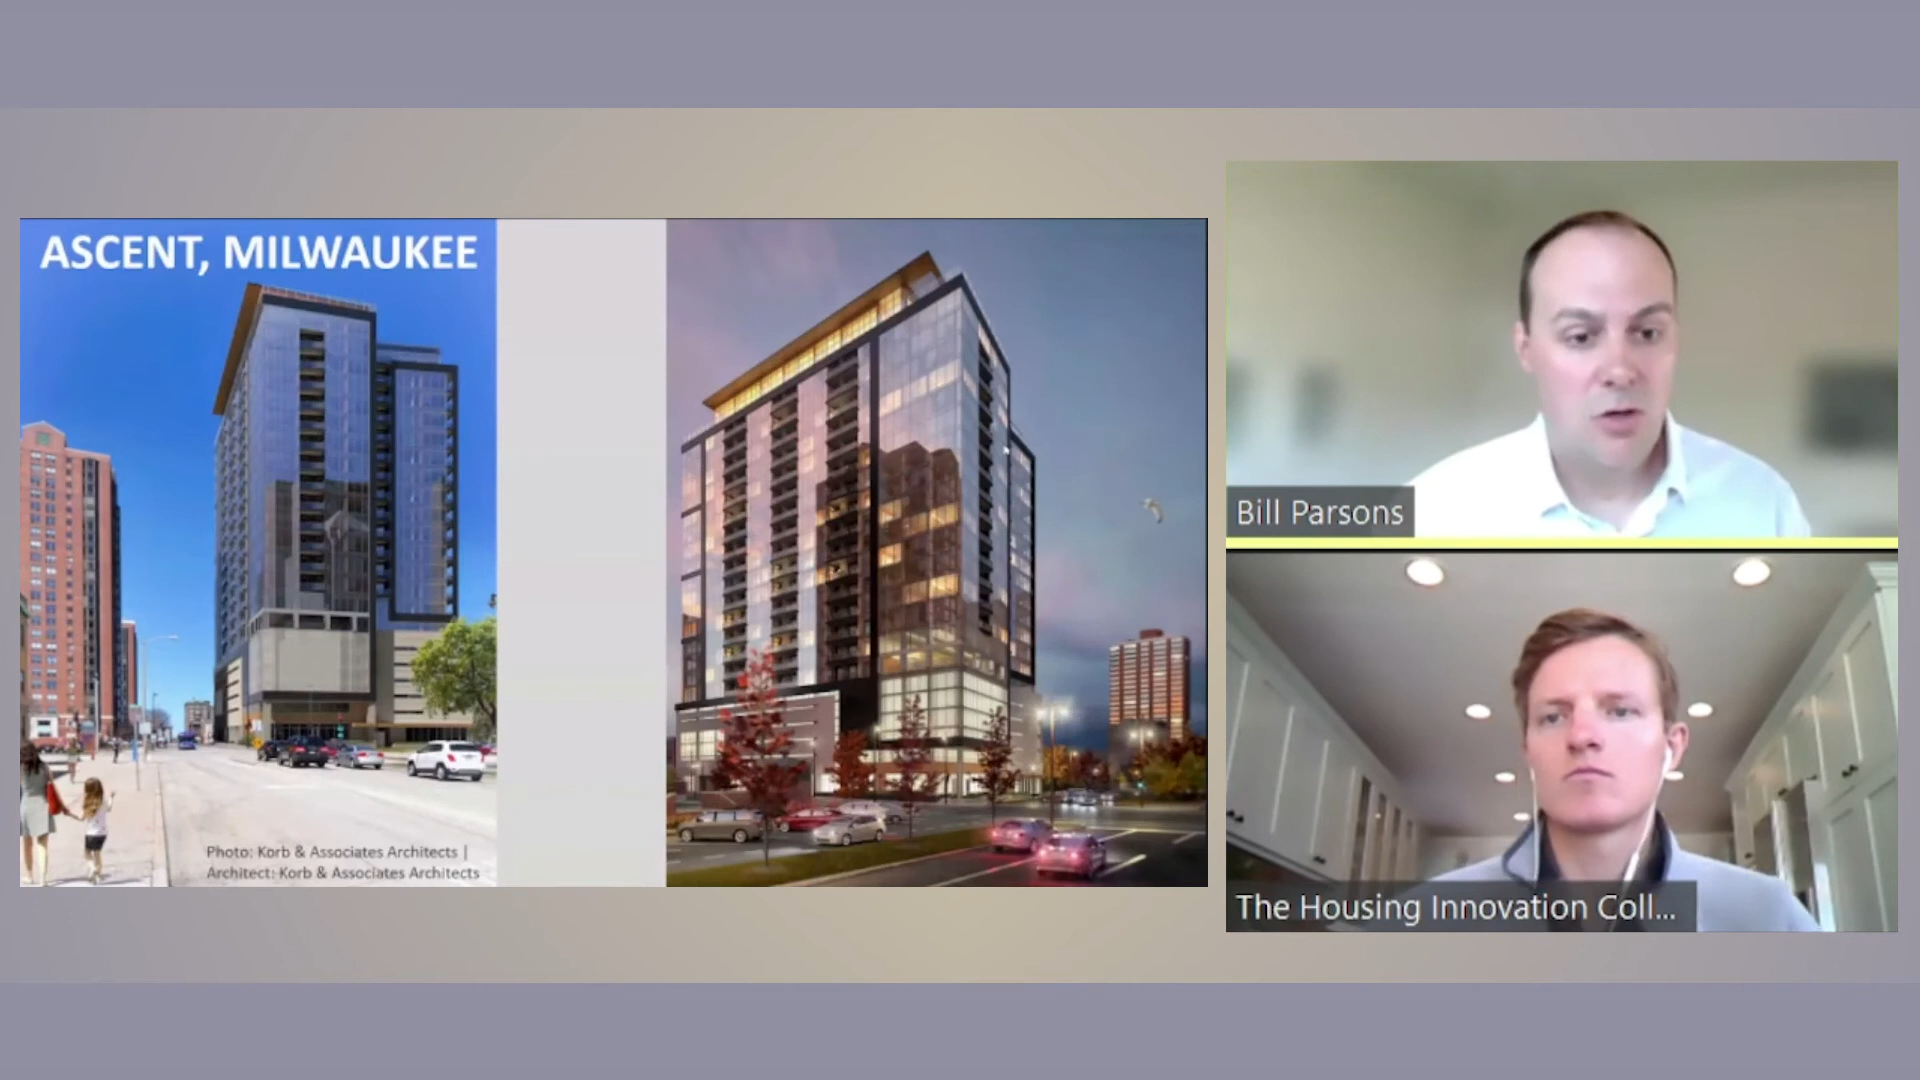 ASCENT, MILWAUKEE
Photo: Korb & Associates Architects |
Architect: Korb & Associates Architects
Bill Parsons
The Housing Innovation Coll...